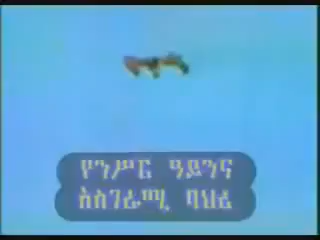 የንሥር ዓይንና
አስገራሚ ባህሪ